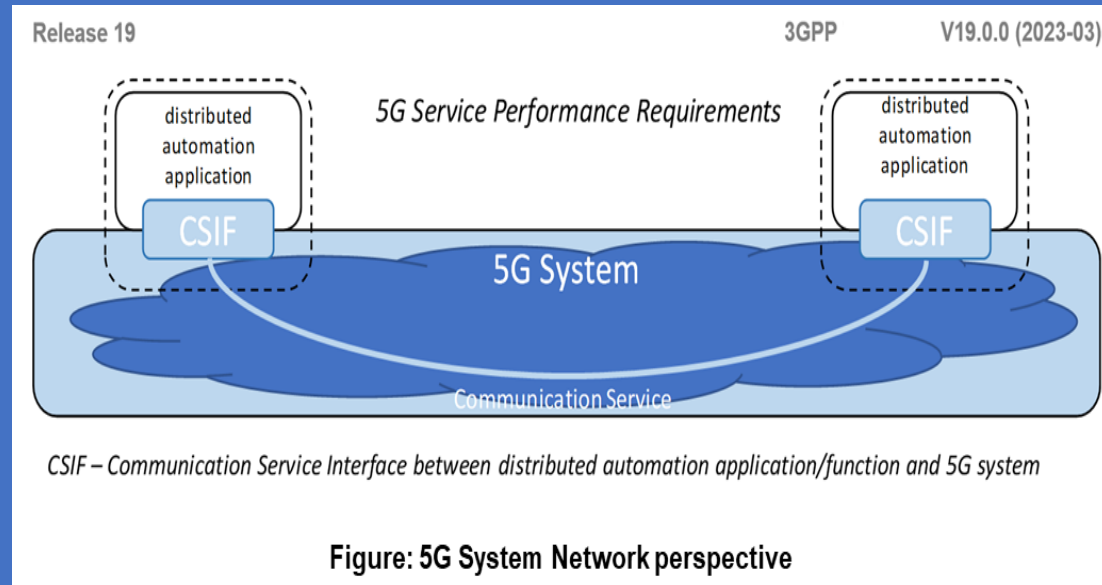 Release 19 3GPP V19.0.0 (2023-03)
distributed
automation
application
5G Service Performance Requirements
distributed
automation
application
CSIF
CSIF
5G System
Communication Service
CSIF – Communication Service Interface between distributed automation application/function and 5G system
Figure: 5G System Network perspective